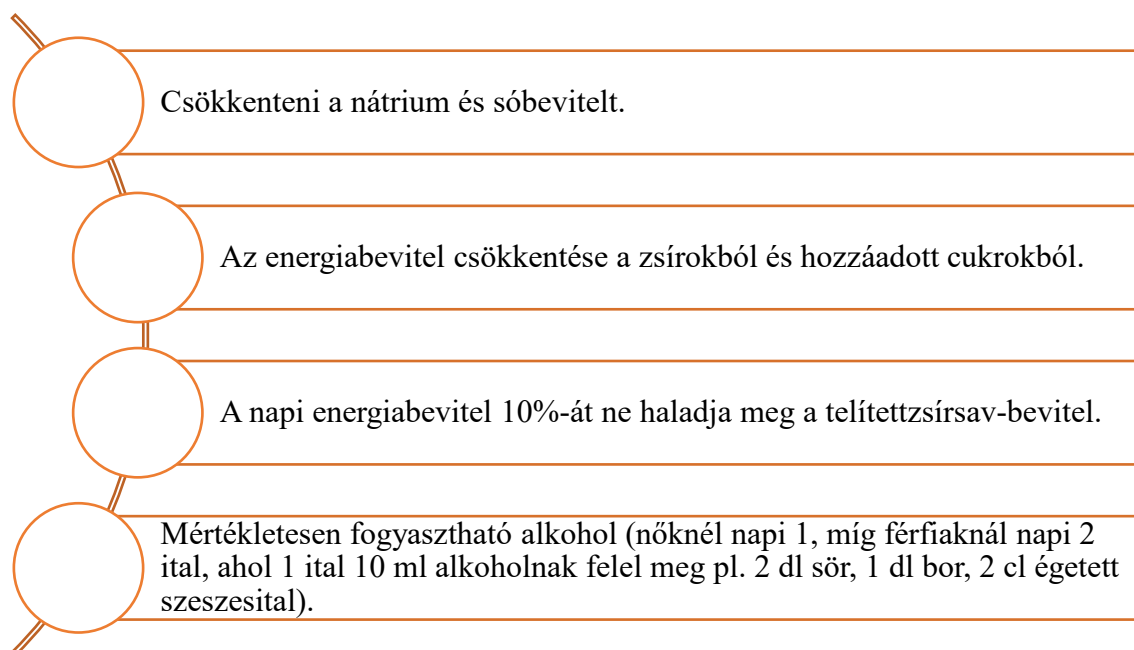 Csökkenteni a nátrium és sóbevitelt.
Az energiabevitel csökkentése a zsírokból és hozzáadott cukrokból.
A napi energiabevitel 10%-át ne haladja meg a telítettzsírsav-bevitel.
Mértékletesen fogyasztható alkohol (nőknél napi 1, míg férfiaknál napi 2
ital, ahol 1 ital 10 ml alkoholnak felel meg pl. 2 dl sör, 1 dl bor, 2 cl égetett
szeszesital).